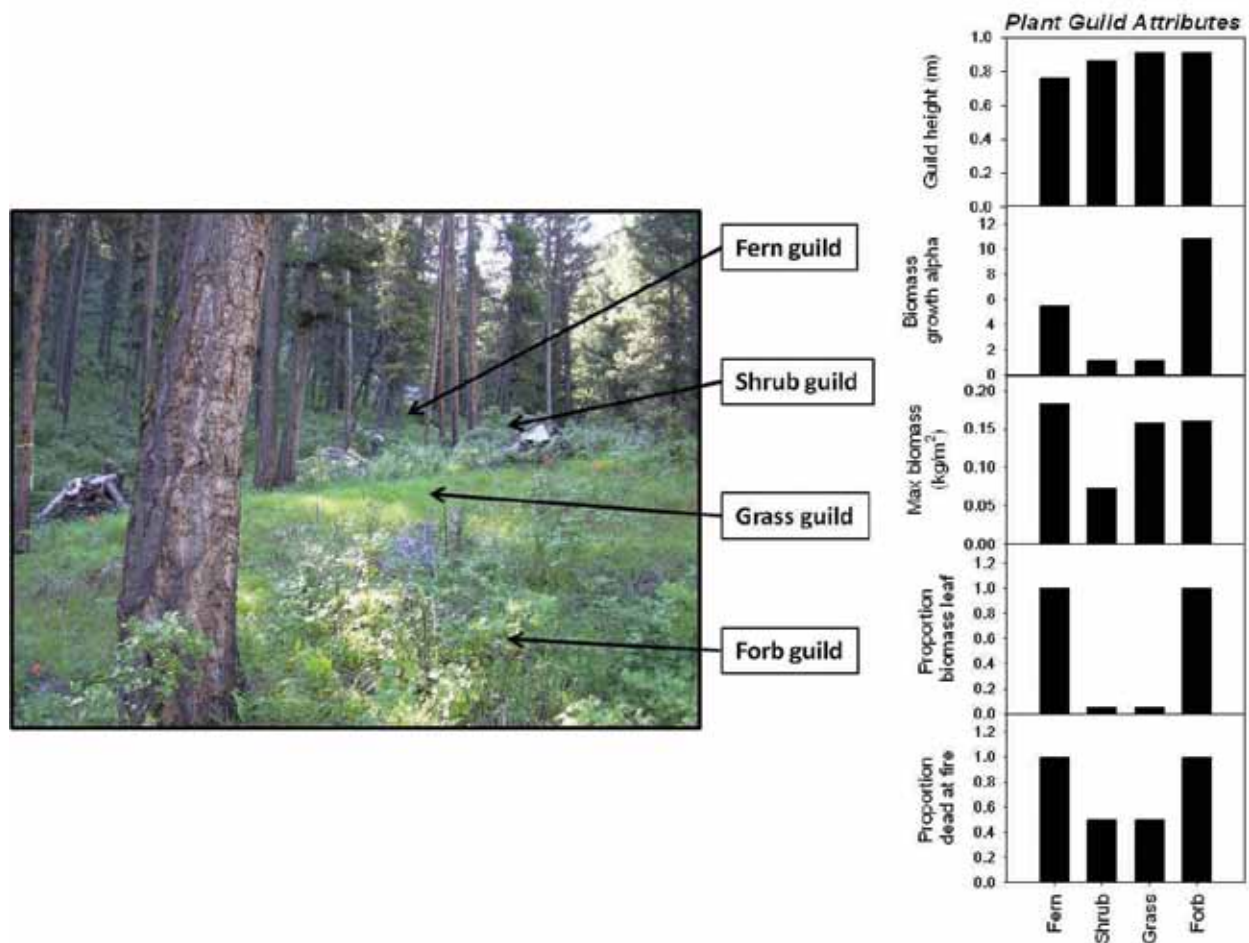 Plant Guild Attributes
Fern guild
Shrub guild
Grass guild
Forb guild
Guild height (m)
1.0
0.8
0.6
0.4
0.2
0.0
Biomass
growth alpha
12
10
8
6
4
2
0
Max biomass
(kg/m²)
0.20
0.15
0.10
0.05
0.00
Proportion
biomass leaf
1.0
0.8
0.6
0.4
0.2
0.0
Proportion
dead at fire
1.2
1.0
0.8
0.6
0.4
0.2
0.0
Fern
Shrub
Grass
Forb